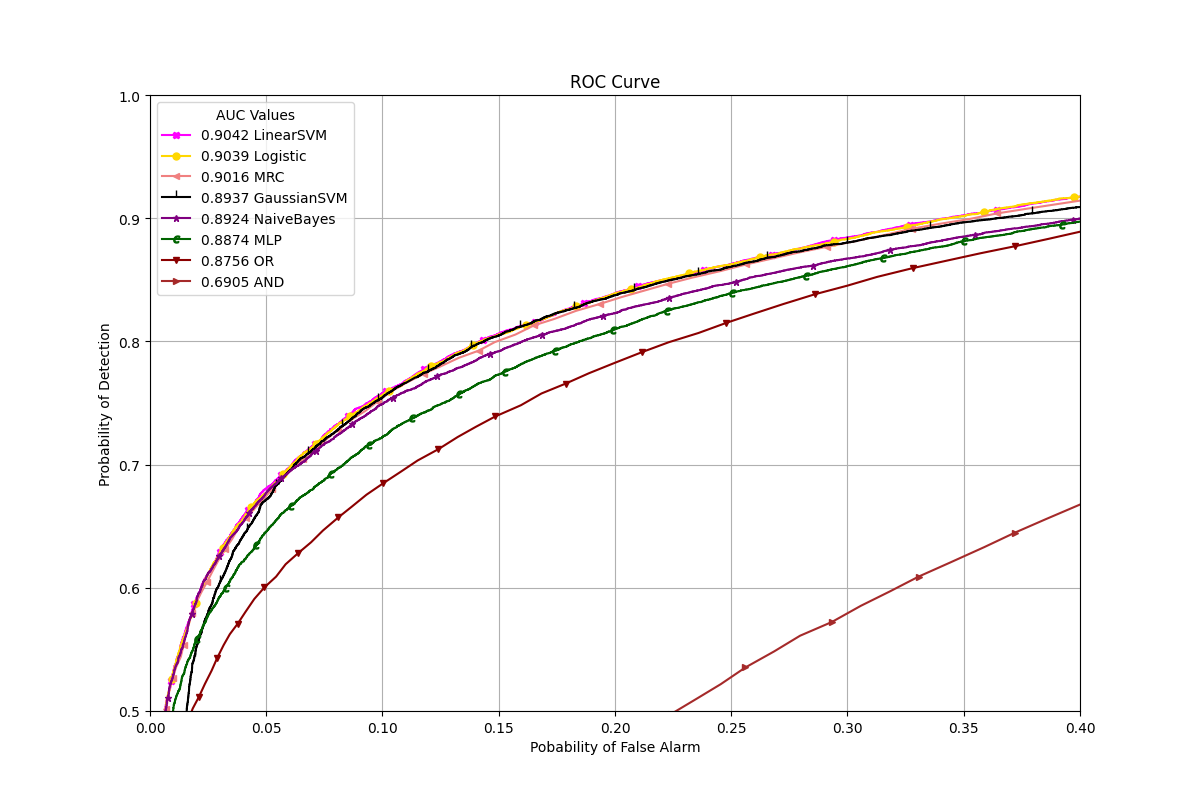 ROC Curve
AUC Values
0.9042 LinearSVM
0.9039 Logistic
0.9016 MRC
0.8937 GaussianSVM
0.8924 NaiveBayes
0.8874 MLP
0.8756 OR
0.6905 AND
Probability of Detection
1.0
0.9
0.8
0.7
0.6
0.5
0.00 0.05 0.10 0.15 0.20 0.25 0.30 0.35 0.40
Pobability of False Alarm